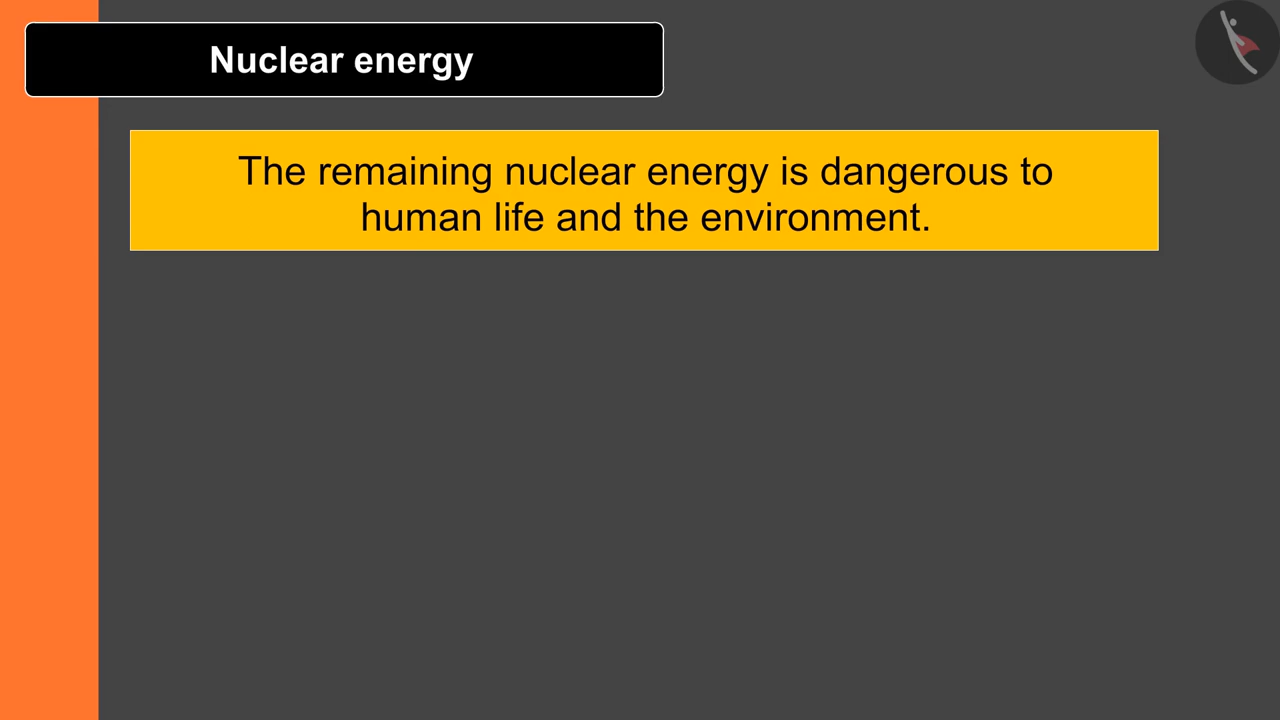 Nuclear energy
The remaining nuclear energy is dangerous to
human life and the environment.